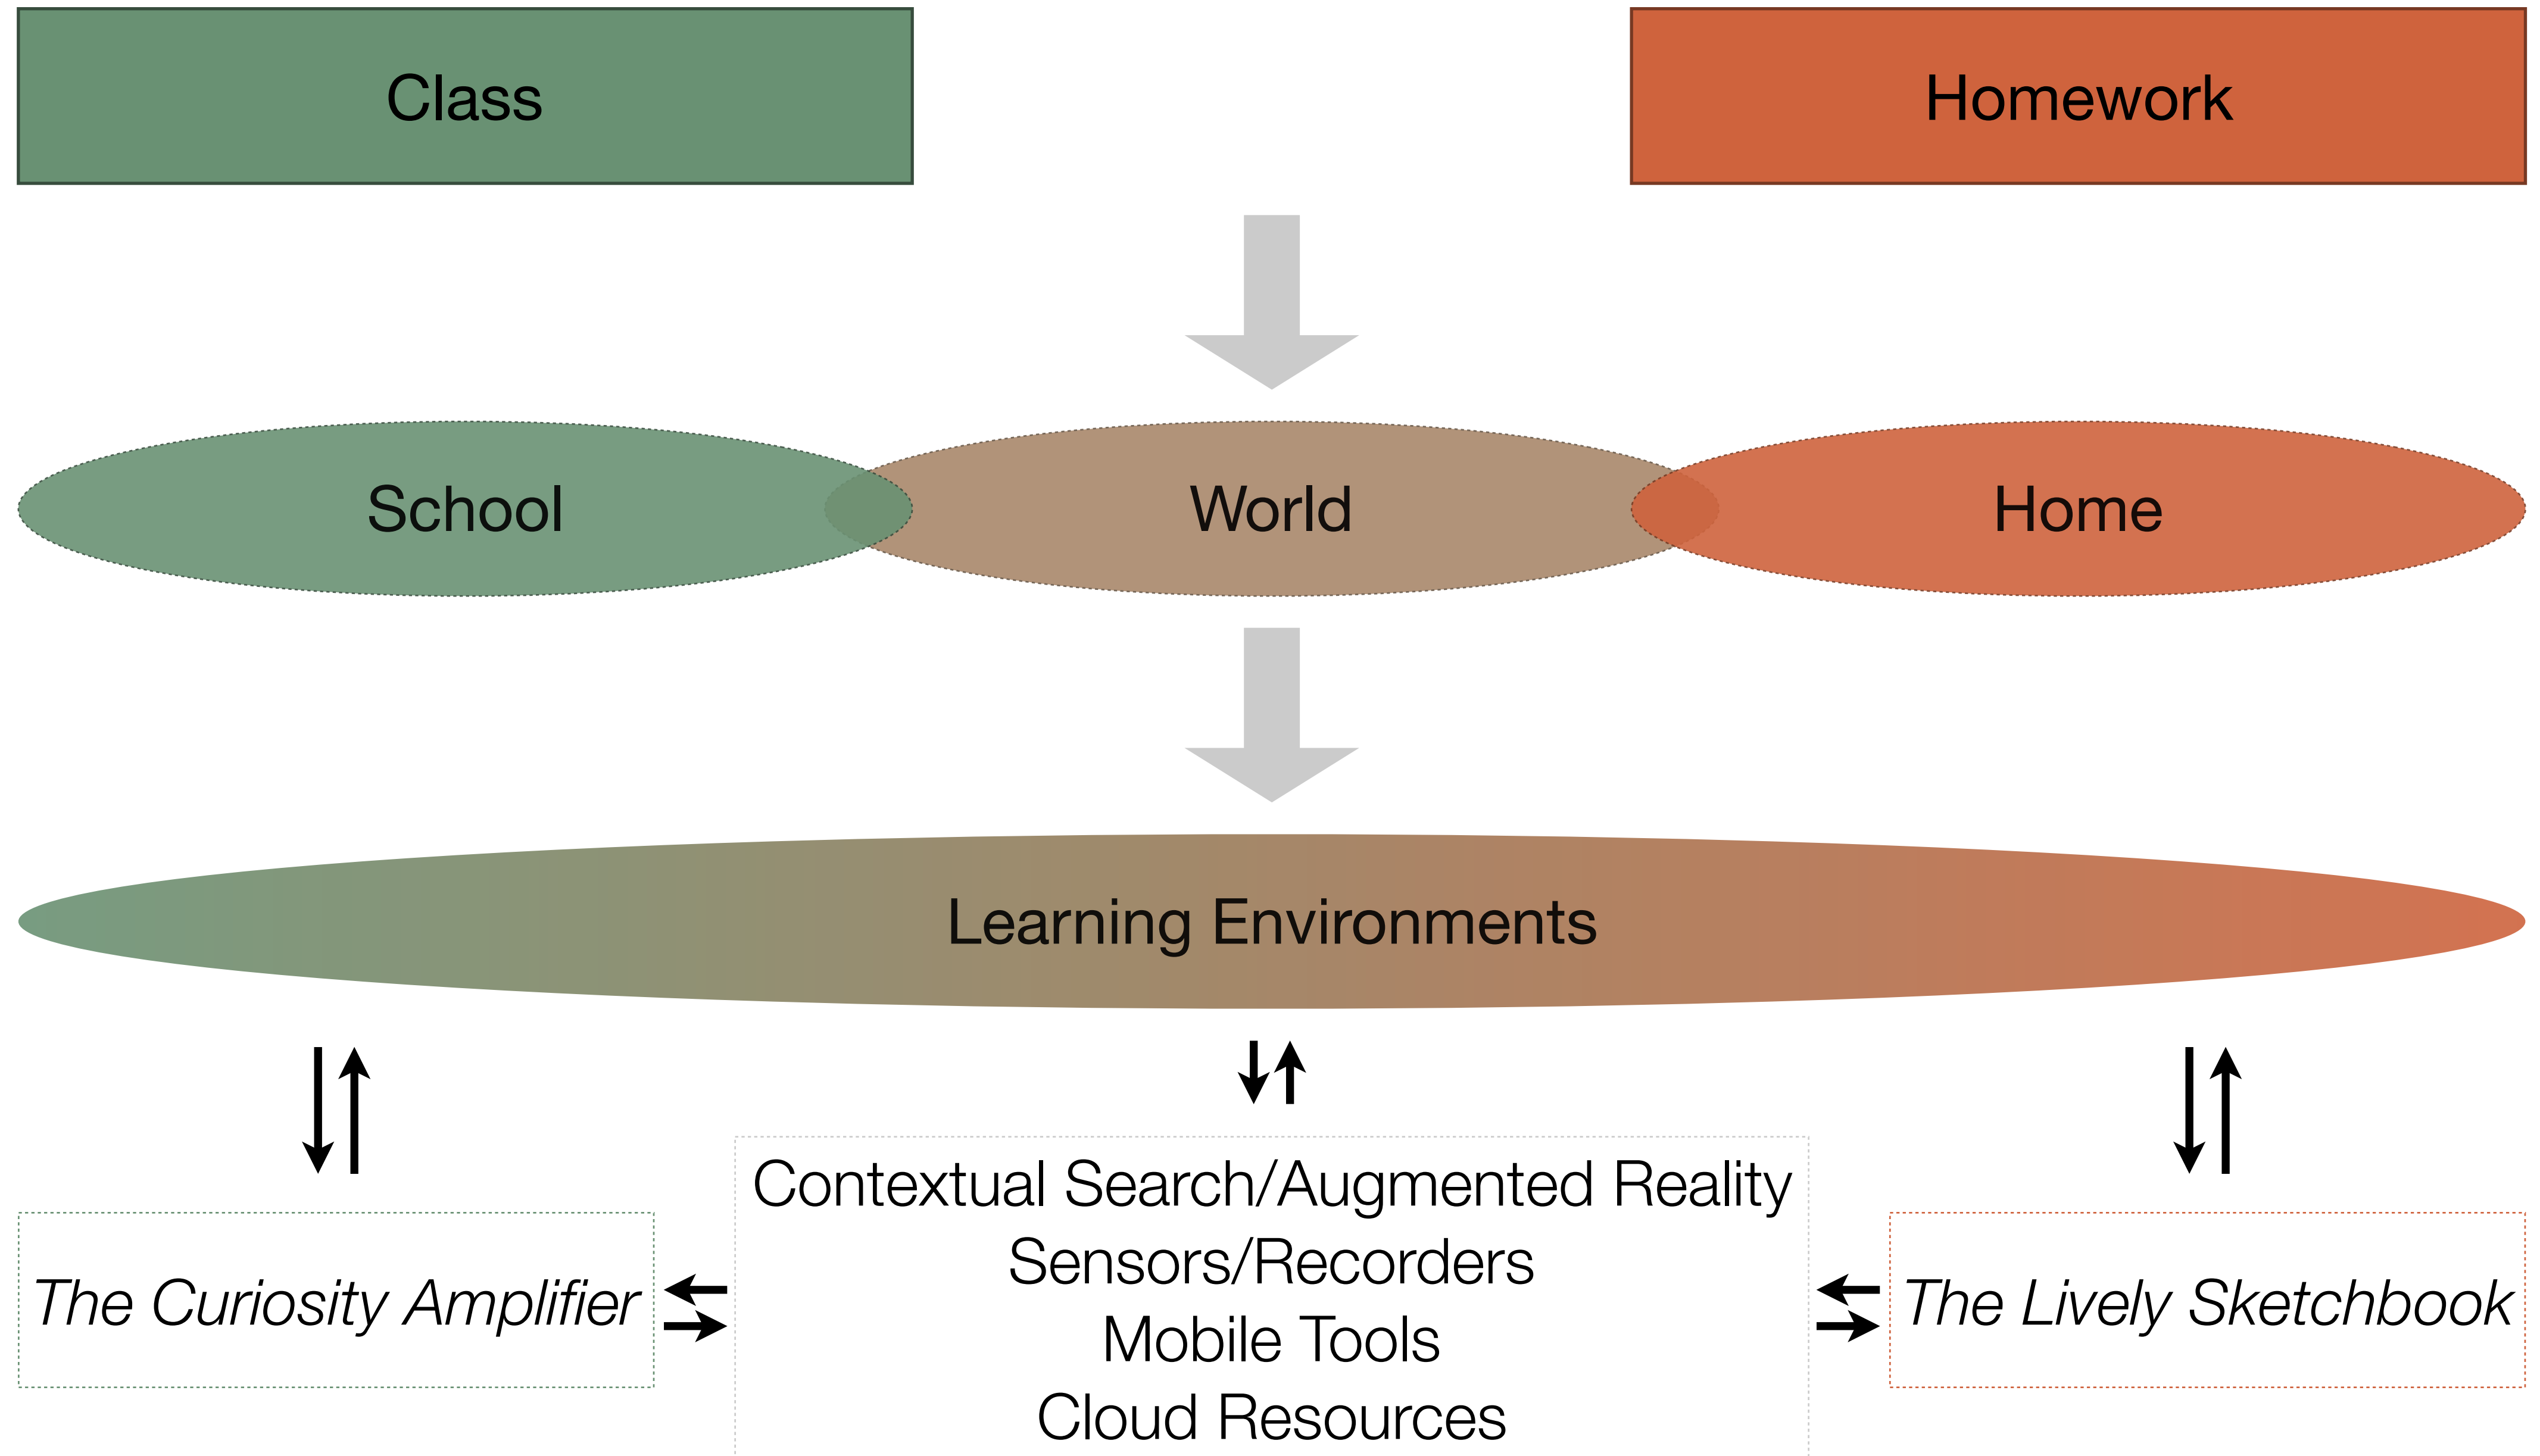 Class
Homework
School
World
Home
Learning Environments
The Curiosity Amplifier
Contextual Search/Augmented Reality
Sensors/Recorders
Mobile Tools
Cloud Resources
The Lively Sketchbook